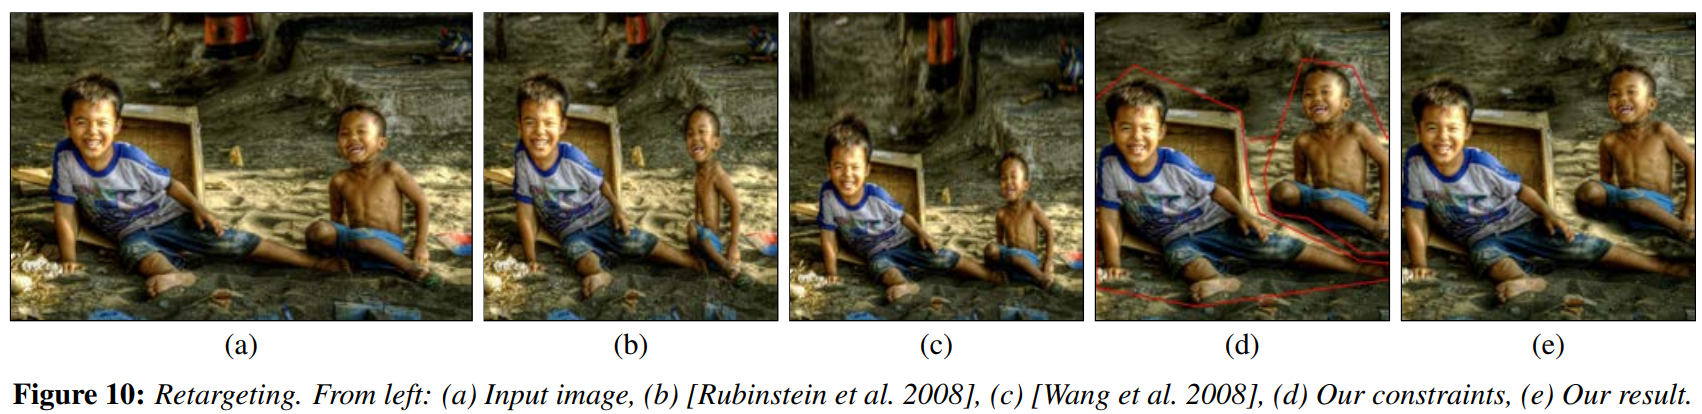 (a) (b) (c) (d) (e)
Figure 10: Retargeting. From left: (a) Input image, (b) [Rubinstein et al. 2008], (c) [Wang et al. 2008], (d) Our constraints, (e) Our result.